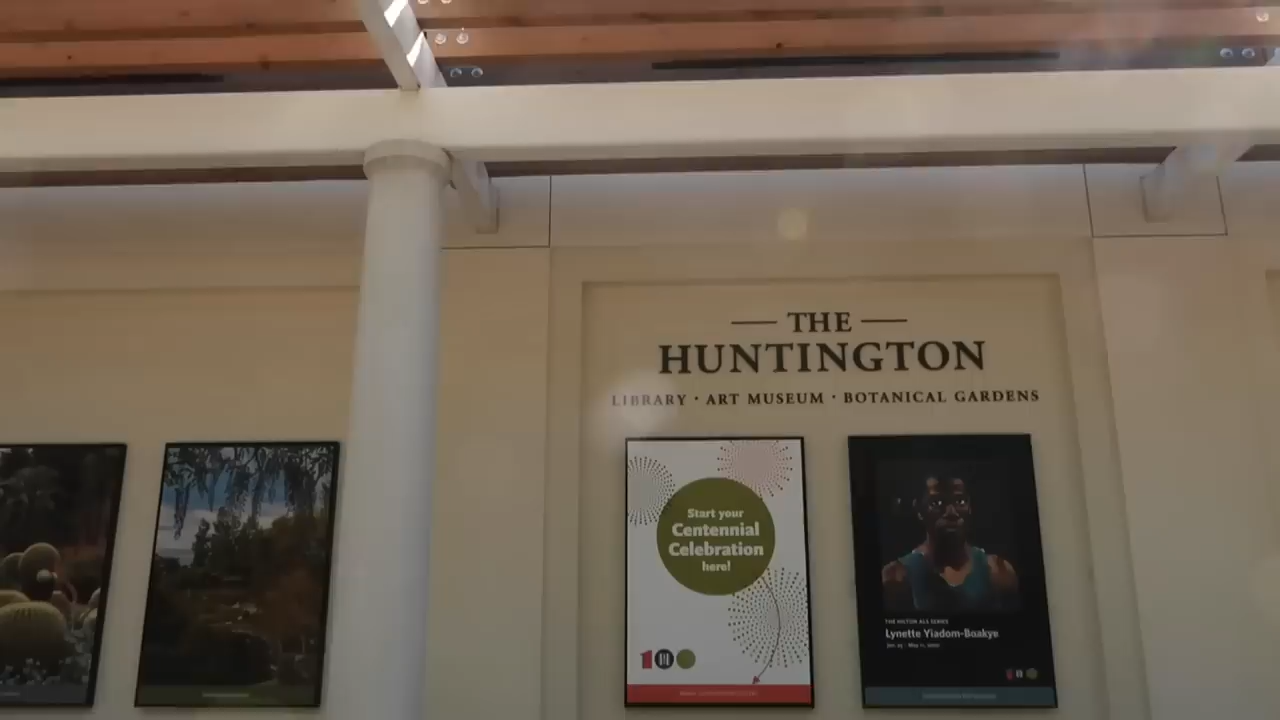 THE
HUNTINGTON
LIBRARY · ART MUSEUM · BOTANICAL GARDENS
Start your
Centennial
Celebration
here!
THE HILTON ALS SERIES
Lynette Yiadom-Boakye